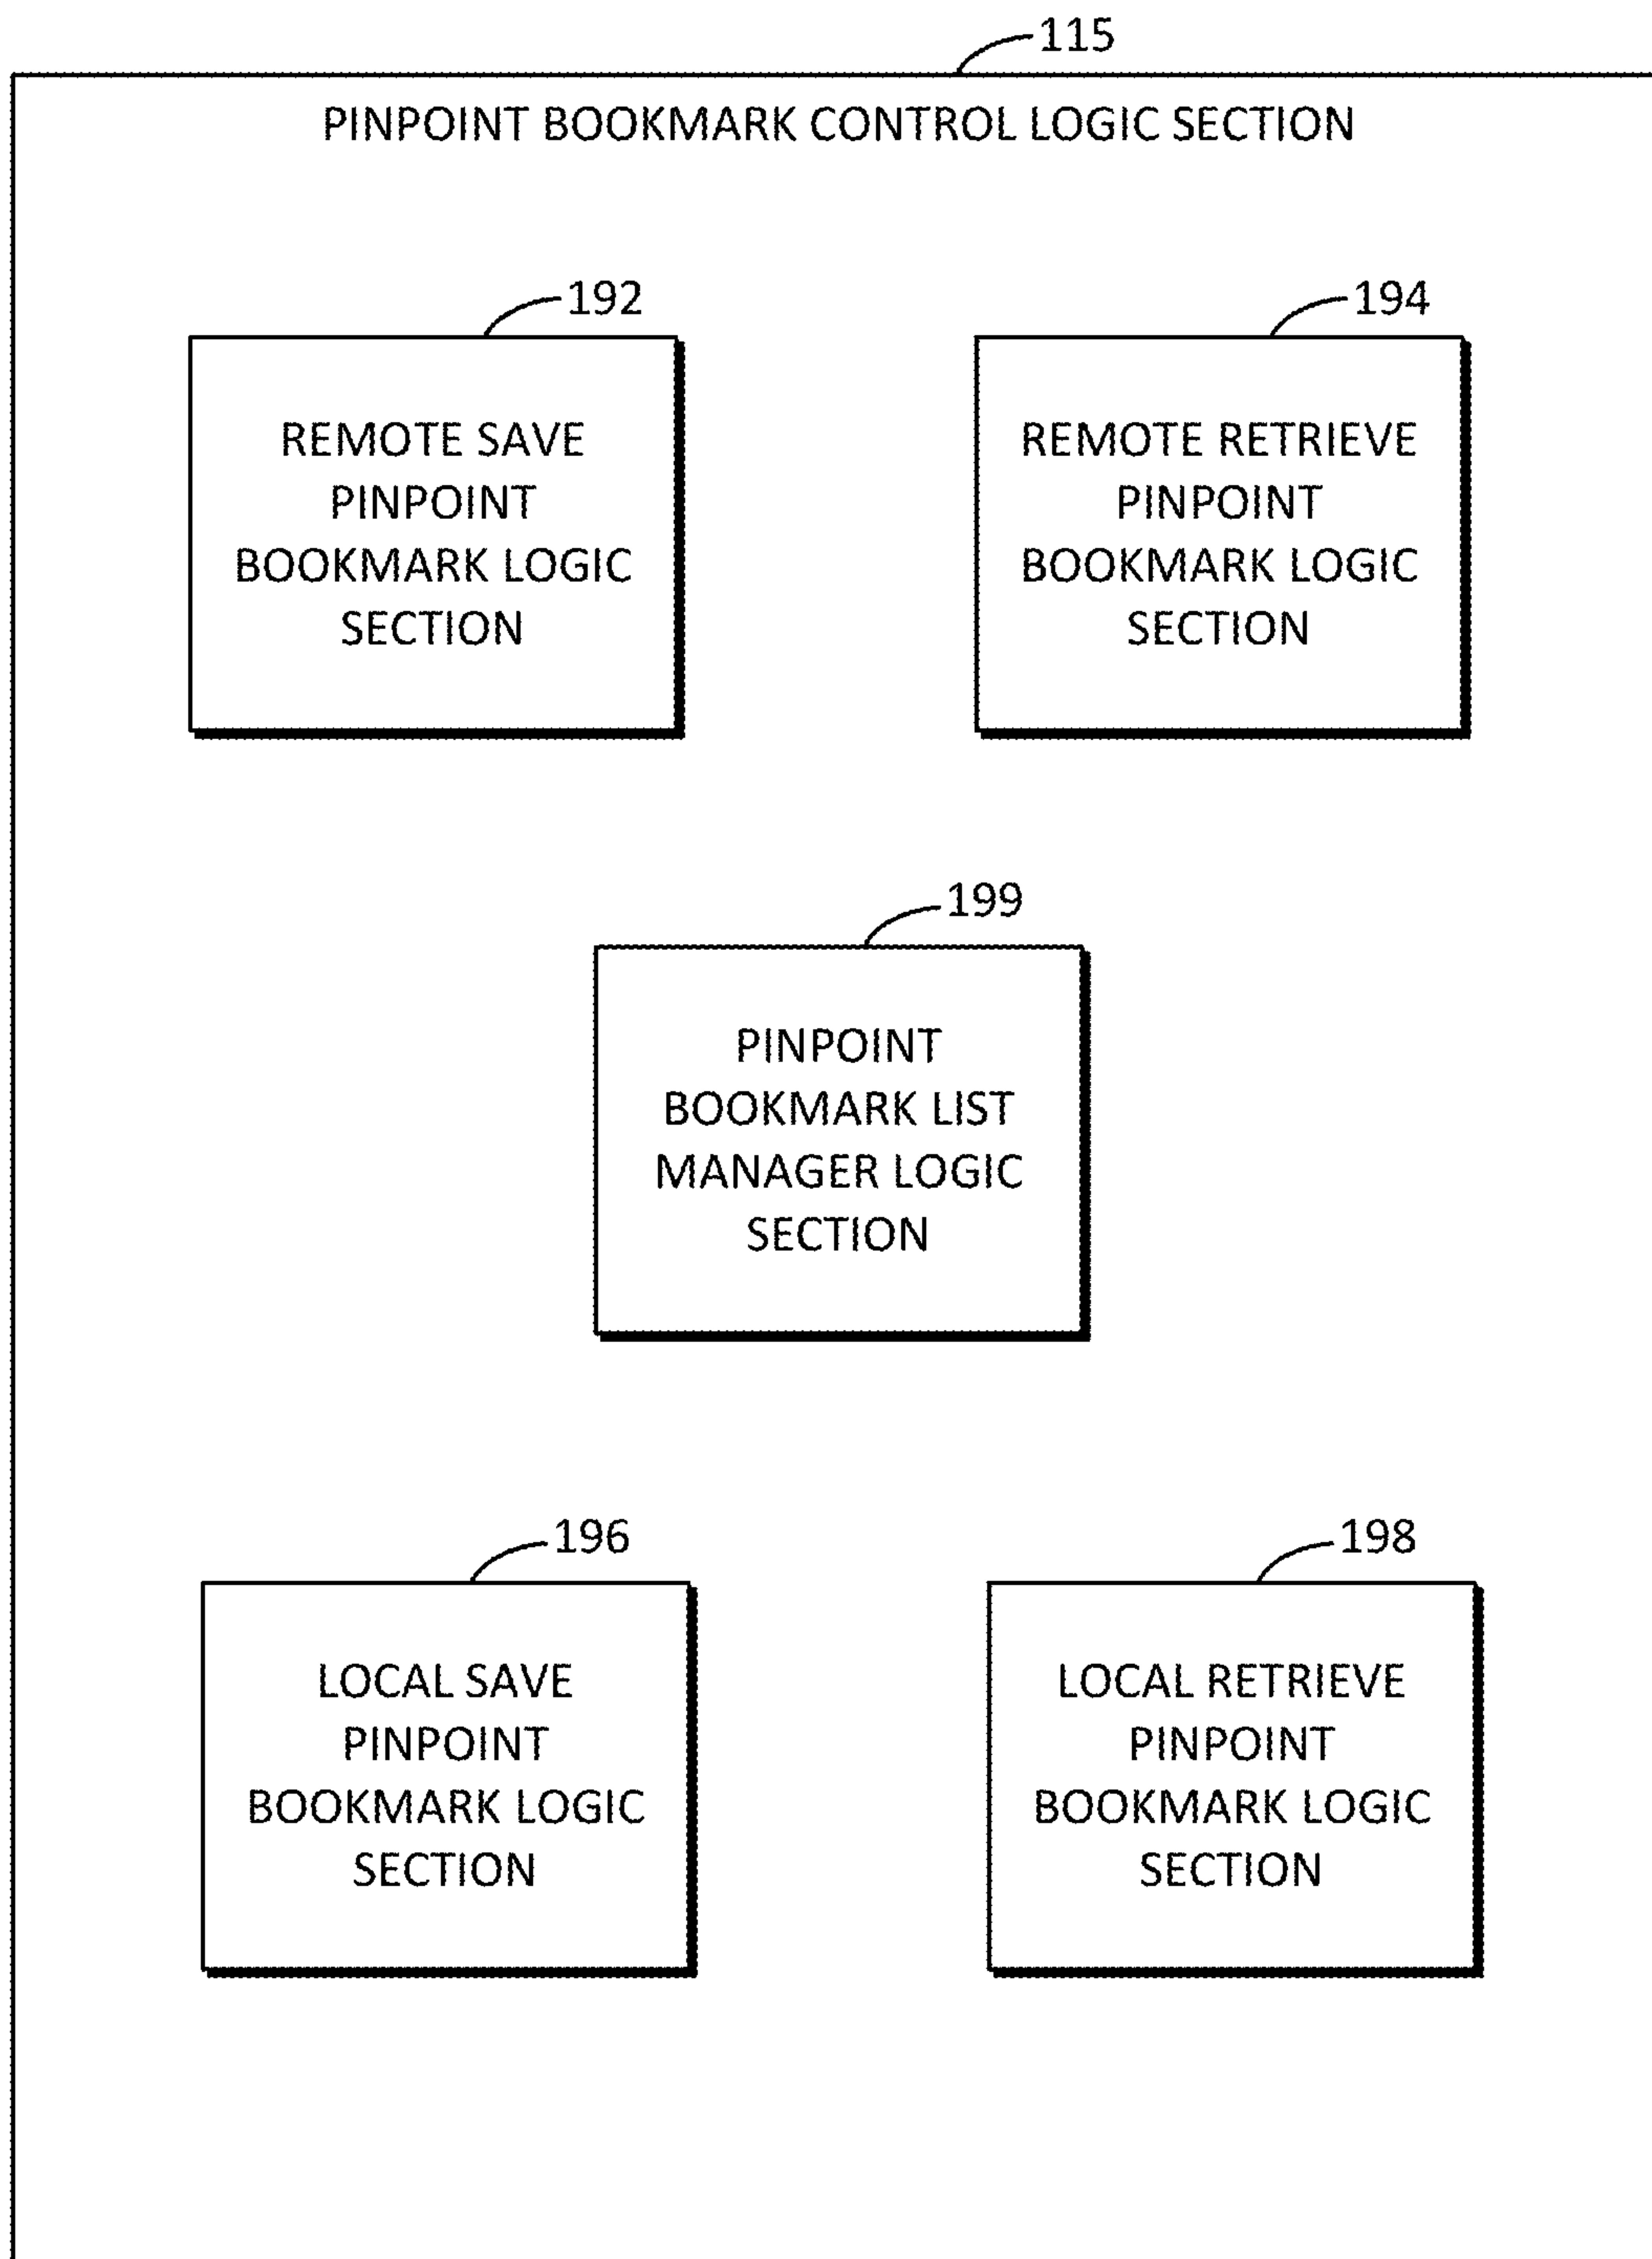 115
PINPOINT BOOKMARK CONTROL LOGIC SECTION
192
REMOTE SAVE
PINPOINT
BOOKMARK LOGIC
SECTION
194
REMOTE RETRIEVE
PINPOINT
BOOKMARK LOGIC
SECTION
199
PINPOINT
BOOKMARK LIST
MANAGER LOGIC
SECTION
196
LOCAL SAVE
PINPOINT
BOOKMARK LOGIC
SECTION
198
LOCAL RETRIEVE
PINPOINT
BOOKMARK LOGIC
SECTION